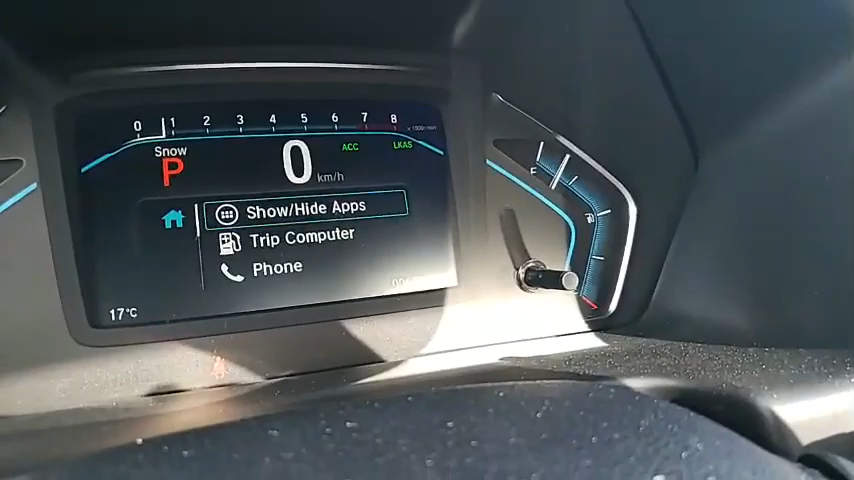 0 1 2 3 4 5 6 7 8
x 1000r/min
Snow
P
0 km/h
ACC
LKAS
F
Show/Hide Apps
Trip Computer
Phone
17°C